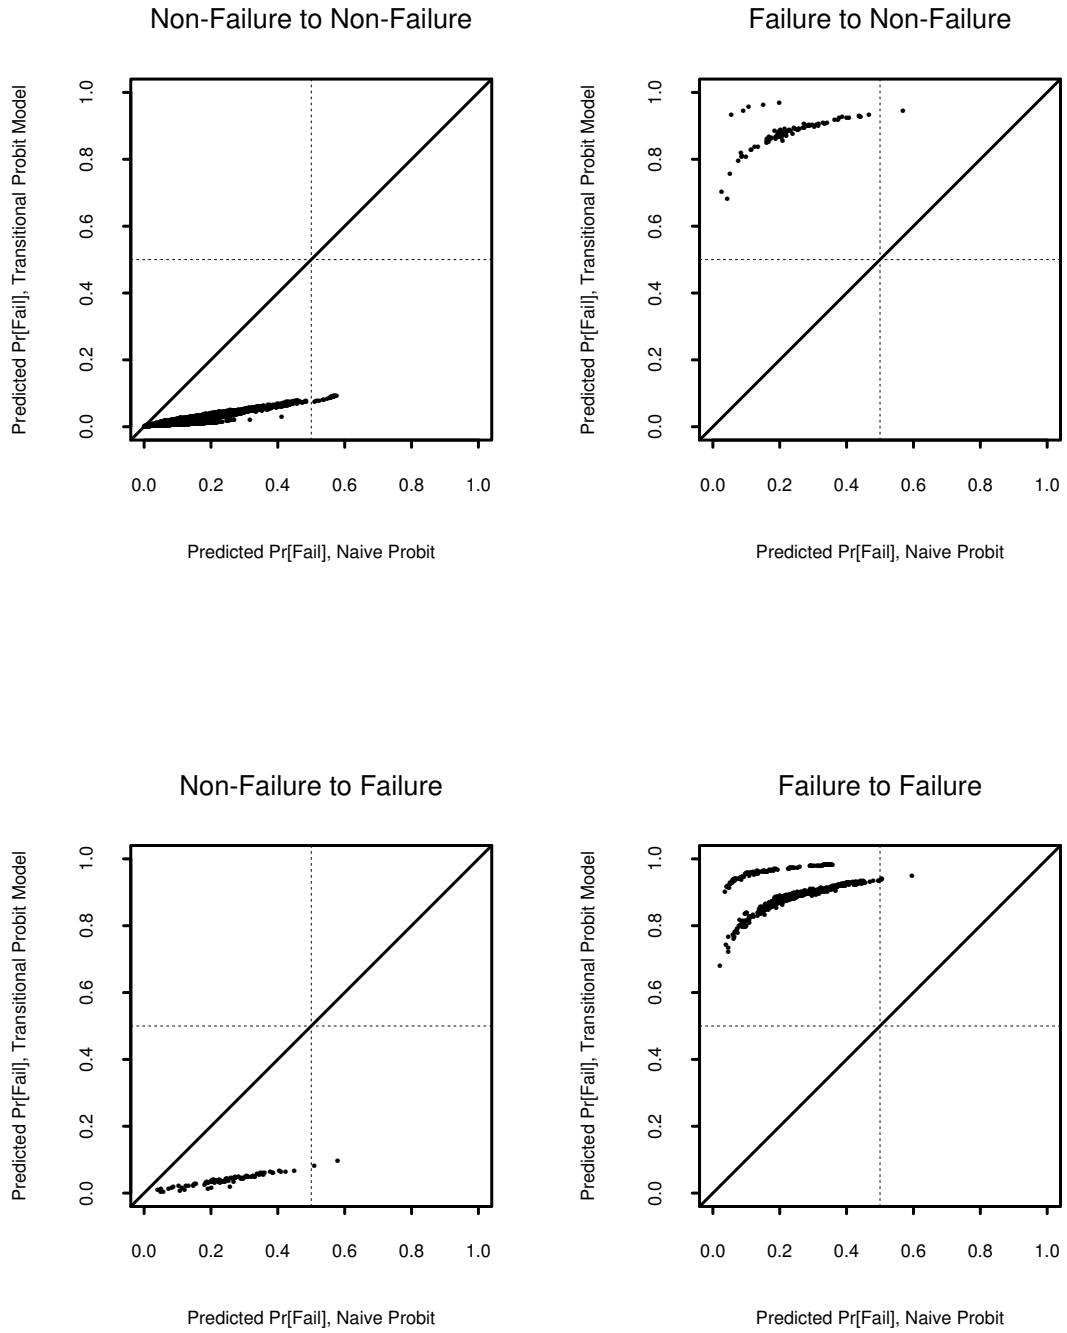 Non-Failure to Non-Failure
Predicted Pr[Fail], Transitional Probit Model
1.0
0.8
0.6
0.4
0.2
0.0
0.0 0.2 0.4 0.6 0.8 1.0
Predicted Pr[Fail], Naive Probit
Failure to Non-Failure
Predicted Pr[Fail], Transitional Probit Model
1.0
0.8
0.6
0.4
0.2
0.0
0.0 0.2 0.4 0.6 0.8 1.0
Predicted Pr[Fail], Naive Probit
Non-Failure to Failure
Predicted Pr[Fail], Transitional Probit Model
1.0
0.8
0.6
0.4
0.2
0.0
0.0 0.2 0.4 0.6 0.8 1.0
Predicted Pr[Fail], Naive Probit
Failure to Failure
Predicted Pr[Fail], Transitional Probit Model
1.0
0.8
0.6
0.4
0.2
0.0
0.0 0.2 0.4 0.6 0.8 1.0
Predicted Pr[Fail], Naive Probit